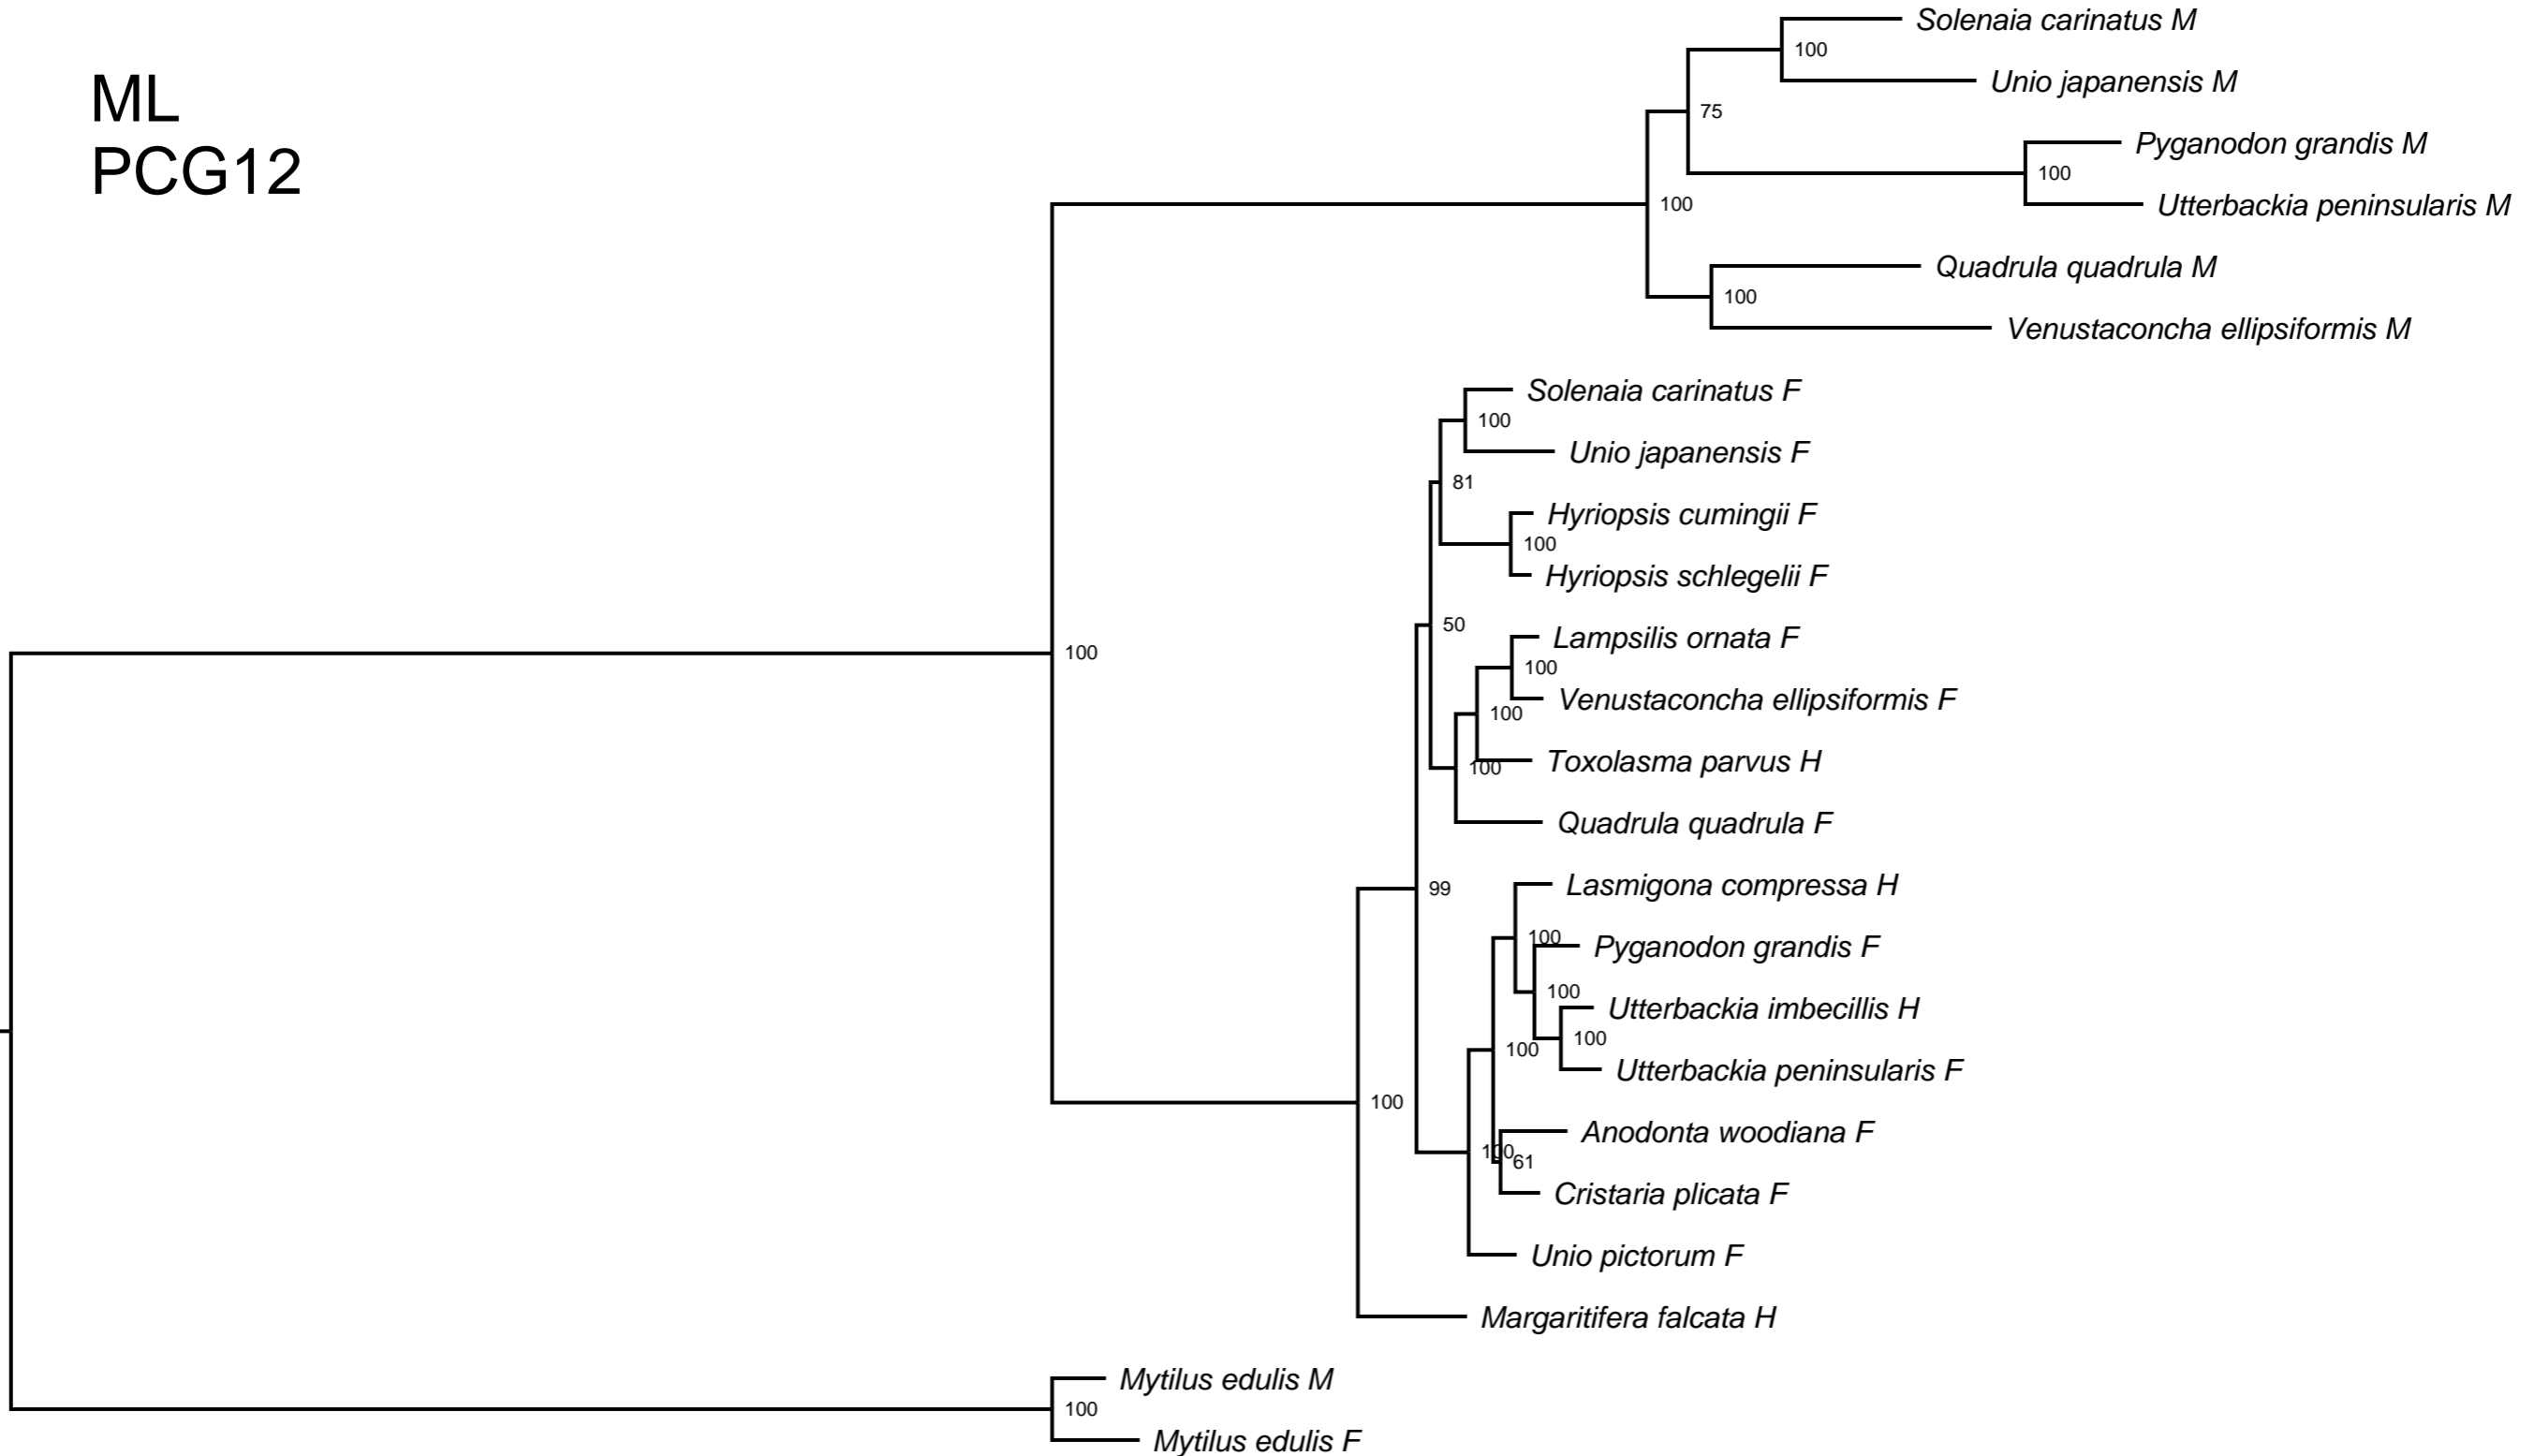 Solenaia carinatus M
100
ML
Unio japanensis M
75
Pyganodon grandis M
PCG12
100
100
Utterbackia peninsularis M
Quadrula quadrula M
100
Venustaconcha ellipsiformis M
Solenaia carinatus F
100
Unio japanensis F
81
Hyriopsis cumingii F
100
Hyriopsis schlegelii F
50
Lampsilis ornata F
100
100
Venustaconcha ellipsiformis F
100
Toxolasma parvus H
100
Quadrula quadrula F
Lasmigona compressa H
99
100
Pyganodon grandis F
100
Utterbackia imbecillis H
100
100
Utterbackia peninsularis F
100
Anodonta woodiana F
100
61
Cristaria plicata F
Unio pictorum F
Margaritifera falcata H
Mytilus edulis M
100
Mytilus edulis F